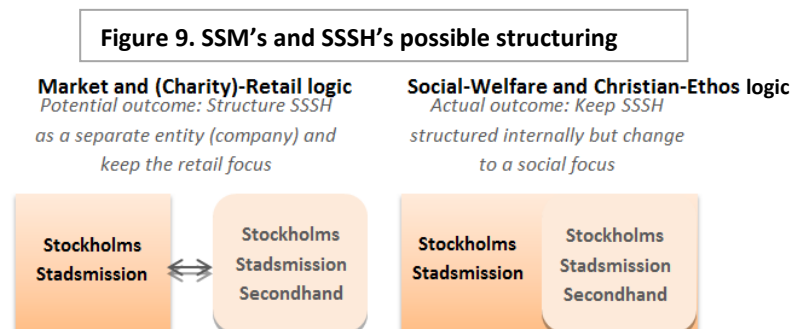 Figure 9. SSM's and SSSH's possible structuring
Market and (Charity)-Retail logic
Potential outcome: Structure SSSH
as a separate entity (company) and
keep the retail focus
Social-Welfare and Christian-Ethos logic
Actual outcome: Keep SSSH
structured internally but change
to a social focus
Stockholms
Stadsmission
Stockholms
Stadsmission
Secondhand
Stockholms
Stadsmission
Stockholms
Stadsmission
Secondhand